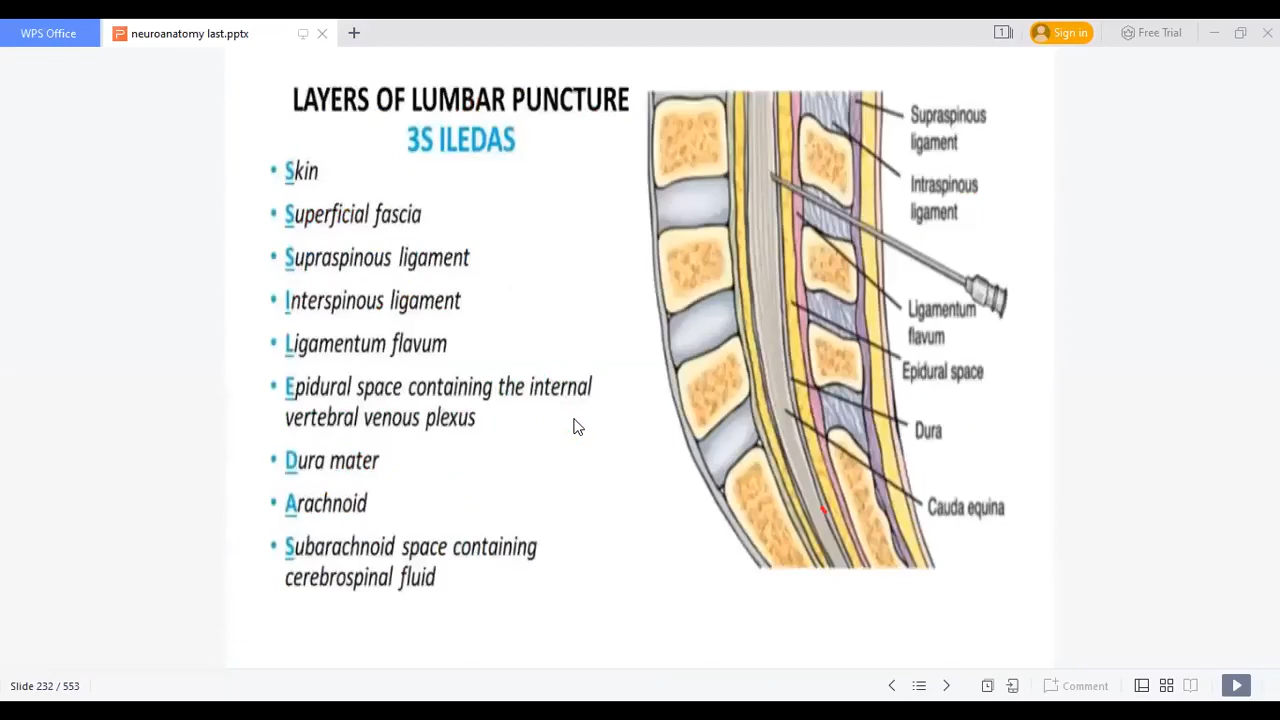 WPS Office
neuroanatomy last.pptx
1
Sign in
Free Trial
LAYERS OF LUMBAR PUNCTURE
3S ILEDAS
• Skin
• Superficial fascia
• Supraspinous ligament
• Interspinous ligament
• Ligamentum flavum
• Epidural space containing the internal
vertebral venous plexus
• Dura mater
• Arachnoid
• Subarachnoid space containing
cerebrospinal fluid
Supraspinous
ligament
Intraspinous
ligament
Ligamentum
flavum
Epidural space
Dura
Cauda equina
Slide 232 / 553
Comment